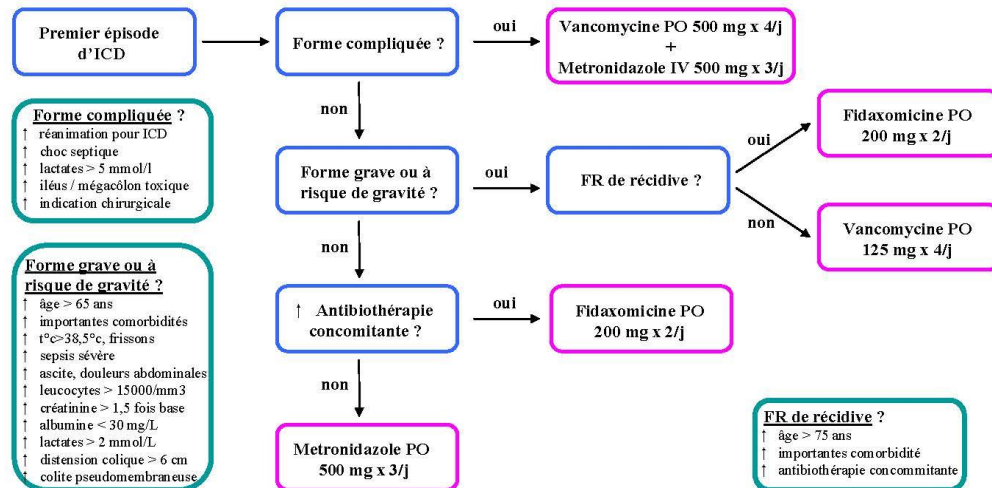 Premier épisode
d'ICD
Forme compliquée ?
oui
Vancomycine PO 500 mg x 4/j
+
Metronidazole IV 500 mg x 3/j
non
Forme compliquée ?
↑ réanimation pour ICD
↑ choc septique
↑ lactates > 5 mmol/l
↑ iléus / mégacôlon toxique
↑ indication chirurgicale
Forme grave ou à
risque de gravité ?
oui
FR de récidive ?
oui
Fidaxomicine PO
200 mg x 2/j
non
Vancomycine PO
125 mg x 4/j
non
Forme grave ou à
risque de gravité ?
↑ âge > 65 ans
↑ importantes comorbidités
↑ t°c>38,5°c, frissons
↑ sepsis sévère
↑ ascite, douleurs abdominales
↑ leucocytes > 15000/mm3
↑ créatinine > 1,5 fois base
↑ albumine < 30 mg/L
↑ lactates > 2 mmol/L
↑ distension colique > 6 cm
↑ colite pseudomembraneuse
↑ Antibiothérapie
concomitante ?
oui
Fidaxomicine PO
200 mg x 2/j
non
Metronidazole PO
500 mg x 3/j
FR de récidive ?
↑ âge > 75 ans
↑ importantes comorbidité
↑ antibiothérapie concommitante